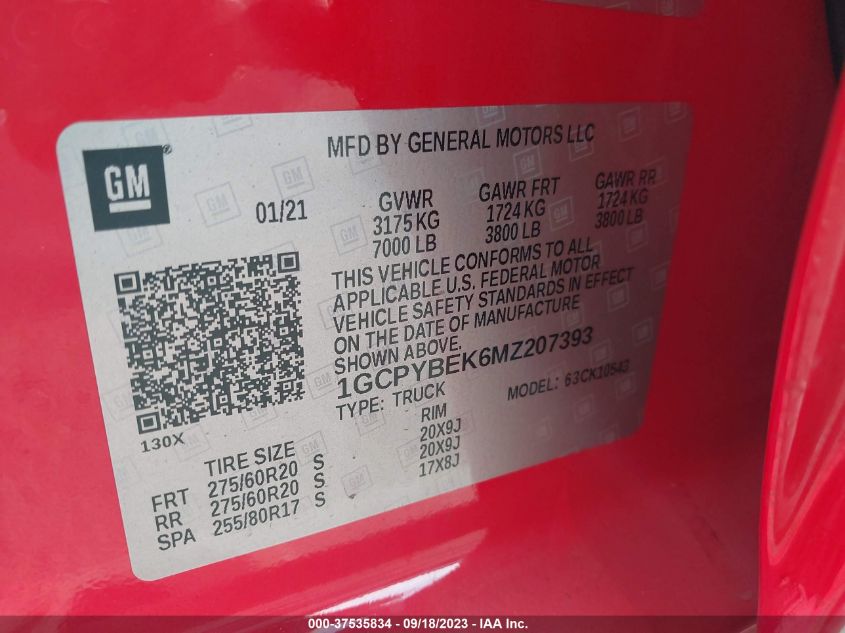 MFD BY GENERAL MOTORS LLC
GM
01/21
GVWR GAWR FRT GAWR RR
3175 KG 1724 KG 1724 KG
7000 LB 3800 LB 3800 LB
THIS VEHICLE CONFORMS TO ALL
APPLICABLE U.S. FEDERAL MOTOR
VEHICLE SAFETY STANDARDS IN EFFECT
ON THE DATE OF MANUFACTURE
SHOWN ABOVE.
1GCPYBEK6MZ207393
TYPE: TRUCK MODEL: 63CK10543
130X
TIRE SIZE RIM
FRT 275/60R20 S 20X9J
RR 275/60R20 S 20X9J
SPA 255/80R17 S 17X8J
000-37535834 - 09/18/2023 - IAA Inc.